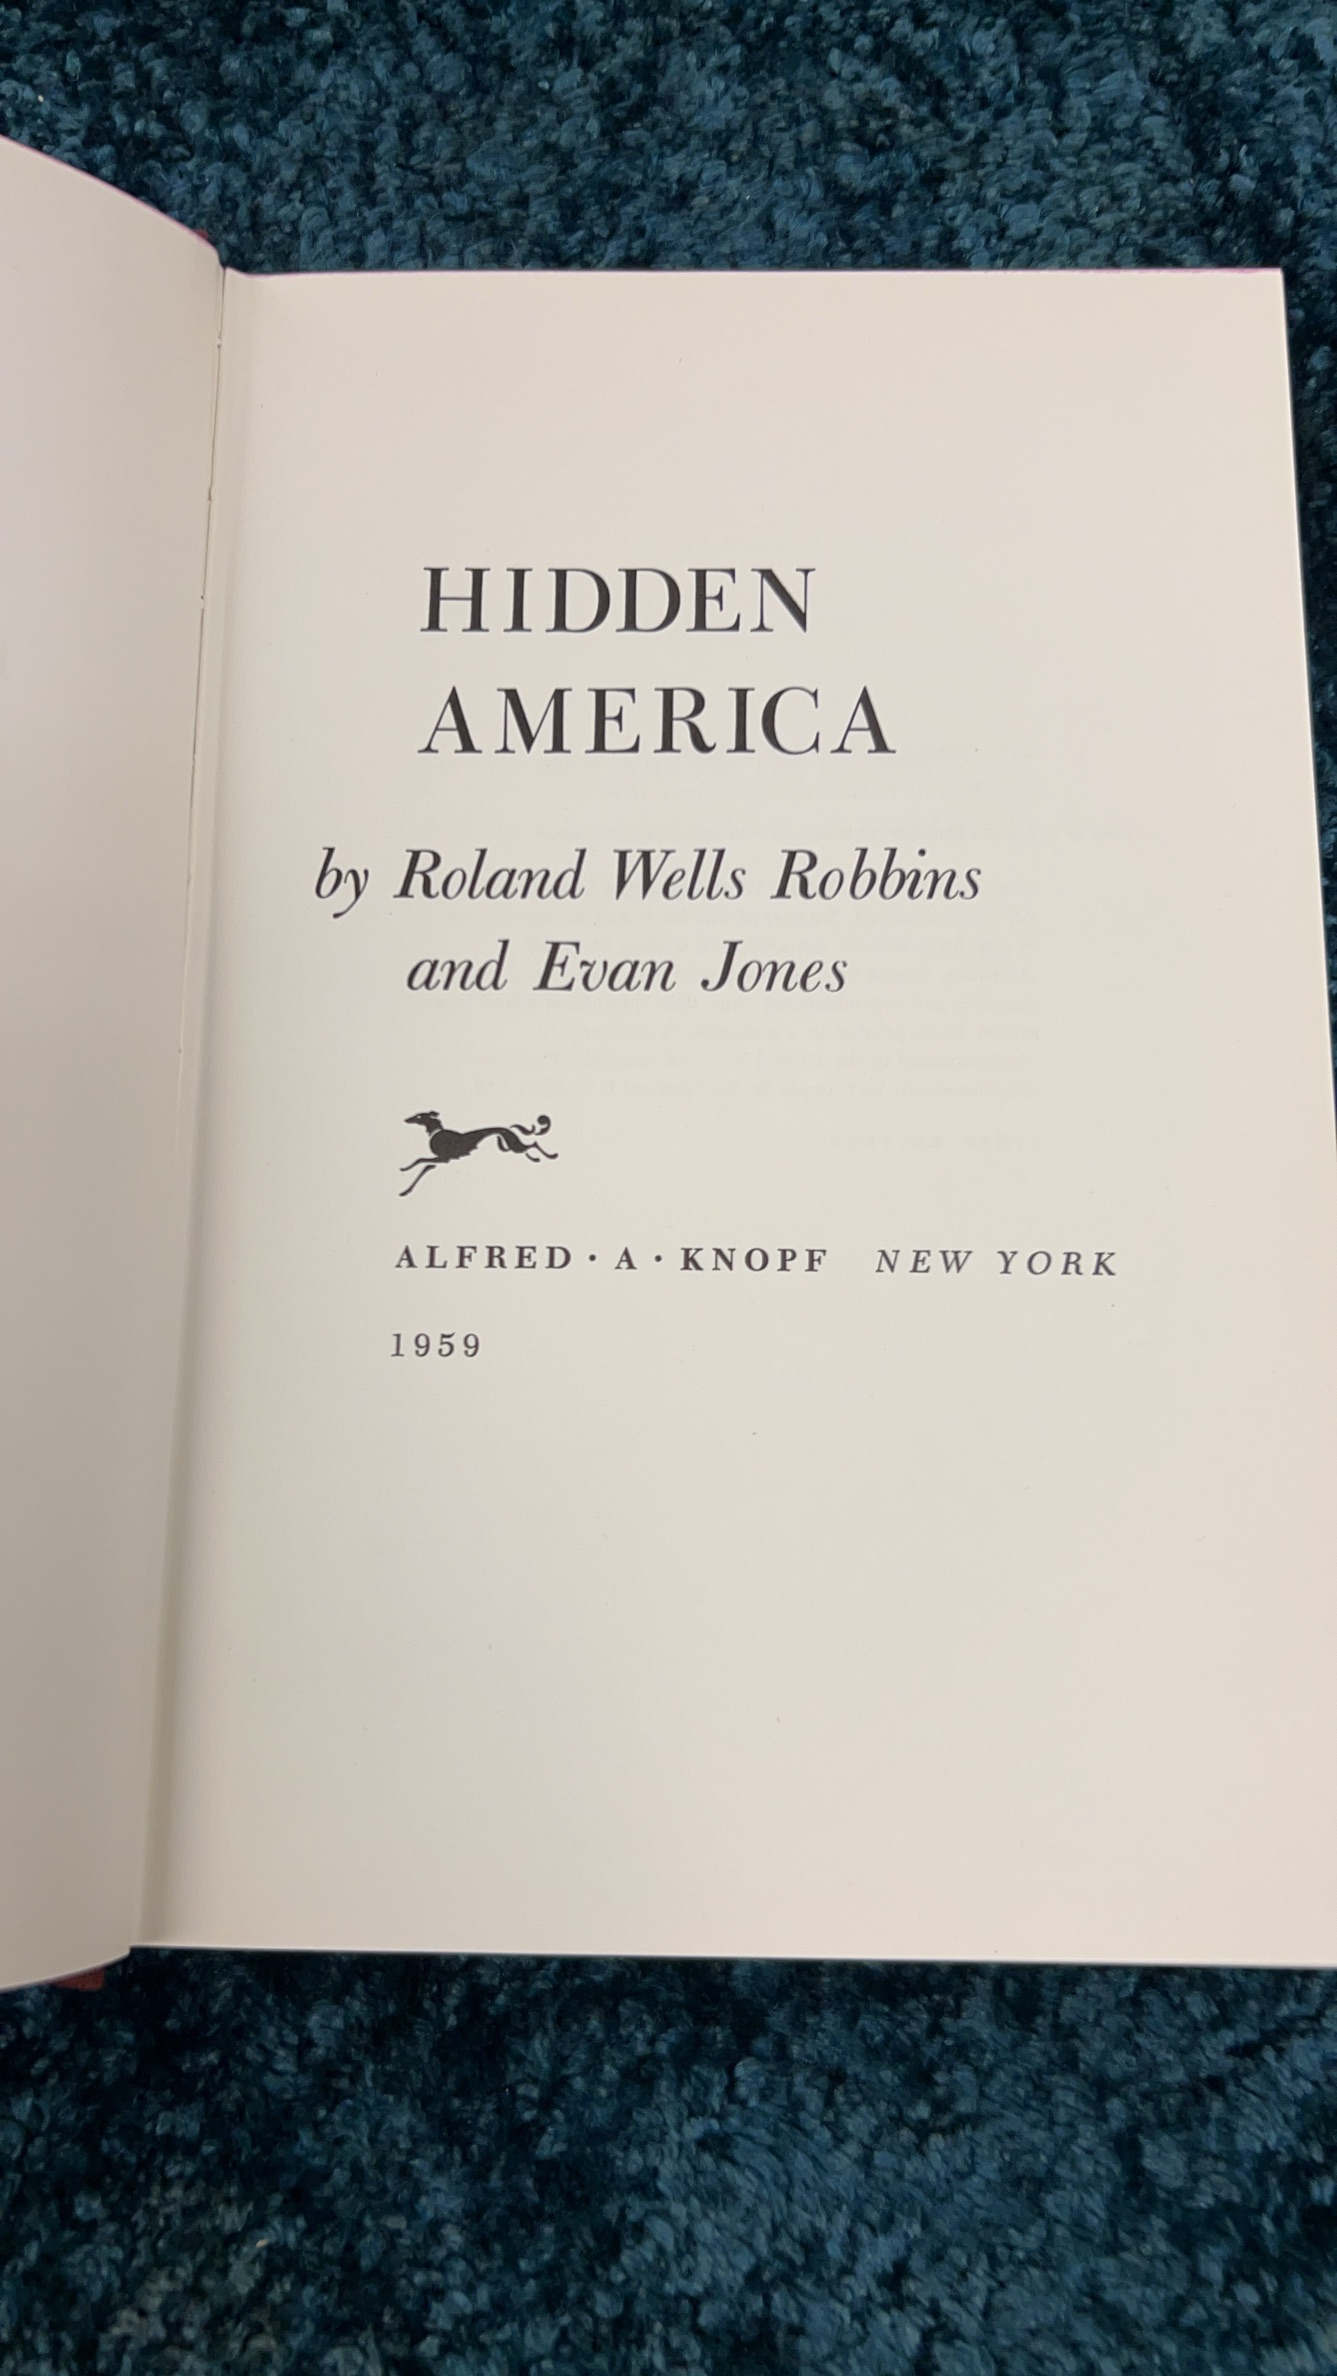 HIDDEN
AMERICA
by Roland Wells Robbins
and Evan Jones
ALFRED · A · KNOPF NEW YORK
1959